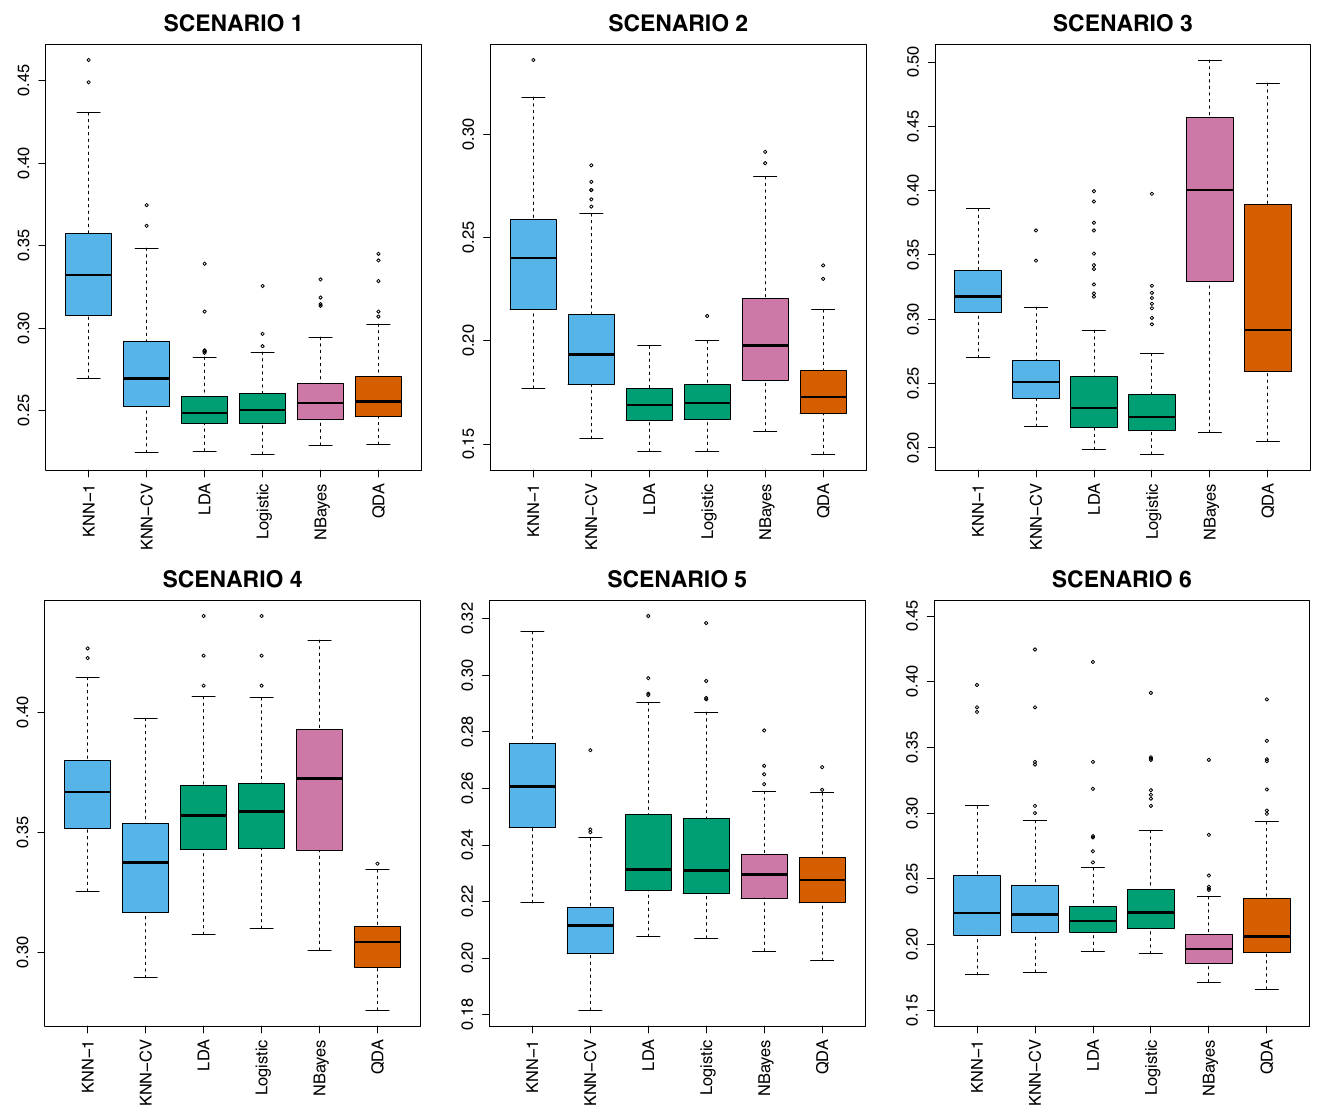 SCENARIO 1
0.45
0.40
0.35
0.30
0.25
KNN−1
KNN−CV
LDA
Logistic
NBayes
QDA
SCENARIO 2
0.30
0.25
0.20
0.15
KNN−1
KNN−CV
LDA
Logistic
NBayes
QDA
SCENARIO 3
0.50
0.45
0.40
0.35
0.30
0.25
0.20
KNN−1
KNN−CV
LDA
Logistic
NBayes
QDA
SCENARIO 4
0.40
0.35
0.30
KNN−1
KNN−CV
LDA
Logistic
NBayes
QDA
SCENARIO 5
0.32
0.30
0.28
0.26
0.24
0.22
0.20
0.18
KNN−1
KNN−CV
LDA
Logistic
NBayes
QDA
SCENARIO 6
0.45
0.40
0.35
0.30
0.25
0.20
0.15
KNN−1
KNN−CV
LDA
Logistic
NBayes
QDA